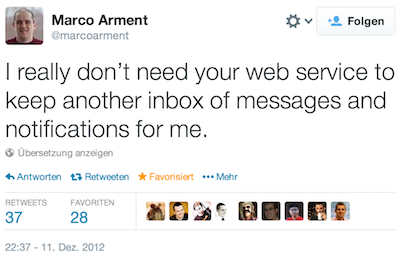 Marco Arment
@marcoarment
Folgen
I really don’t need your web service to
keep another inbox of messages and
notifications for me.
Übersetzung anzeigen
Antworten Retweeten Favorisiert Mehr
RETWEETS FAVORITEN
37 28
22:37 - 11. Dez. 2012